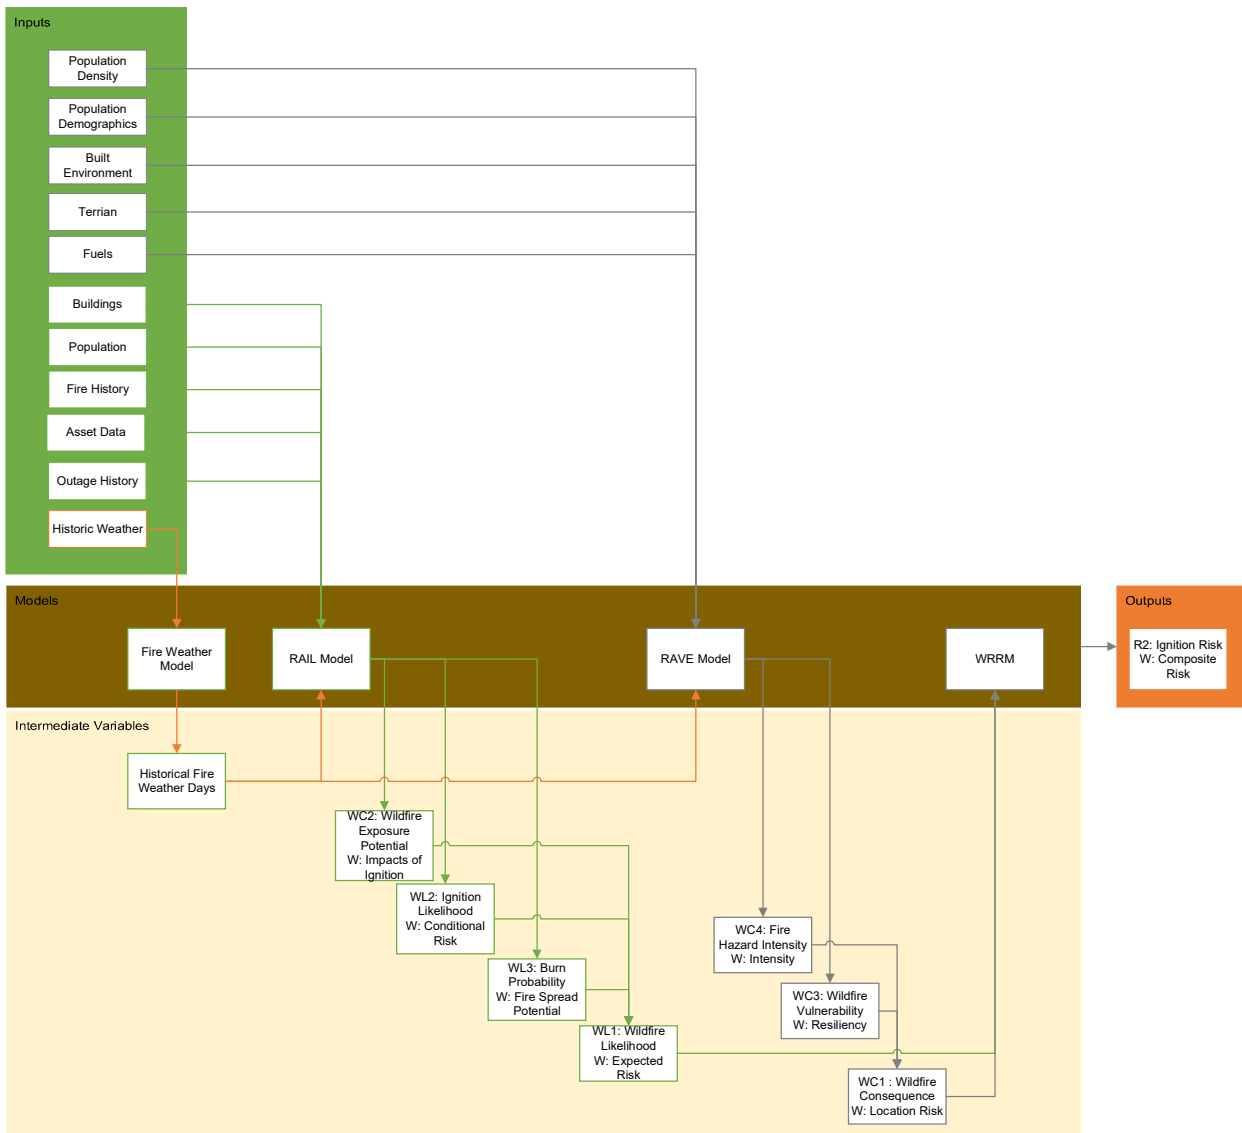 Inputs
Population
Density
Population
Demographics
Built
Environment
Terrian
Fuels
Buildings
Population
Fire History
Asset Data
Outage History
Historic Weather
Models
Fire Weather
Model
RAIL Model
RAVE Model
WRRM
Outputs
R2: Ignition Risk
W: Composite
Risk
Intermediate Variables
Historical Fire
Weather Days
WC2: Wildfire
Exposure
Potential
W: Impacts of
Ignition
WL2: Ignition
Likelihood
W: Conditional
Risk
WL3: Burn
Probability
W: Fire Spread
Potential
WL1: Wildfire
Likelihood
W: Expected
Risk
WC4: Fire
Hazard Intensity
W: Intensity
WC3: Wildfire
Vulnerability
W: Resiliency
WC1 : Wildfire
Consequence
W: Location Risk